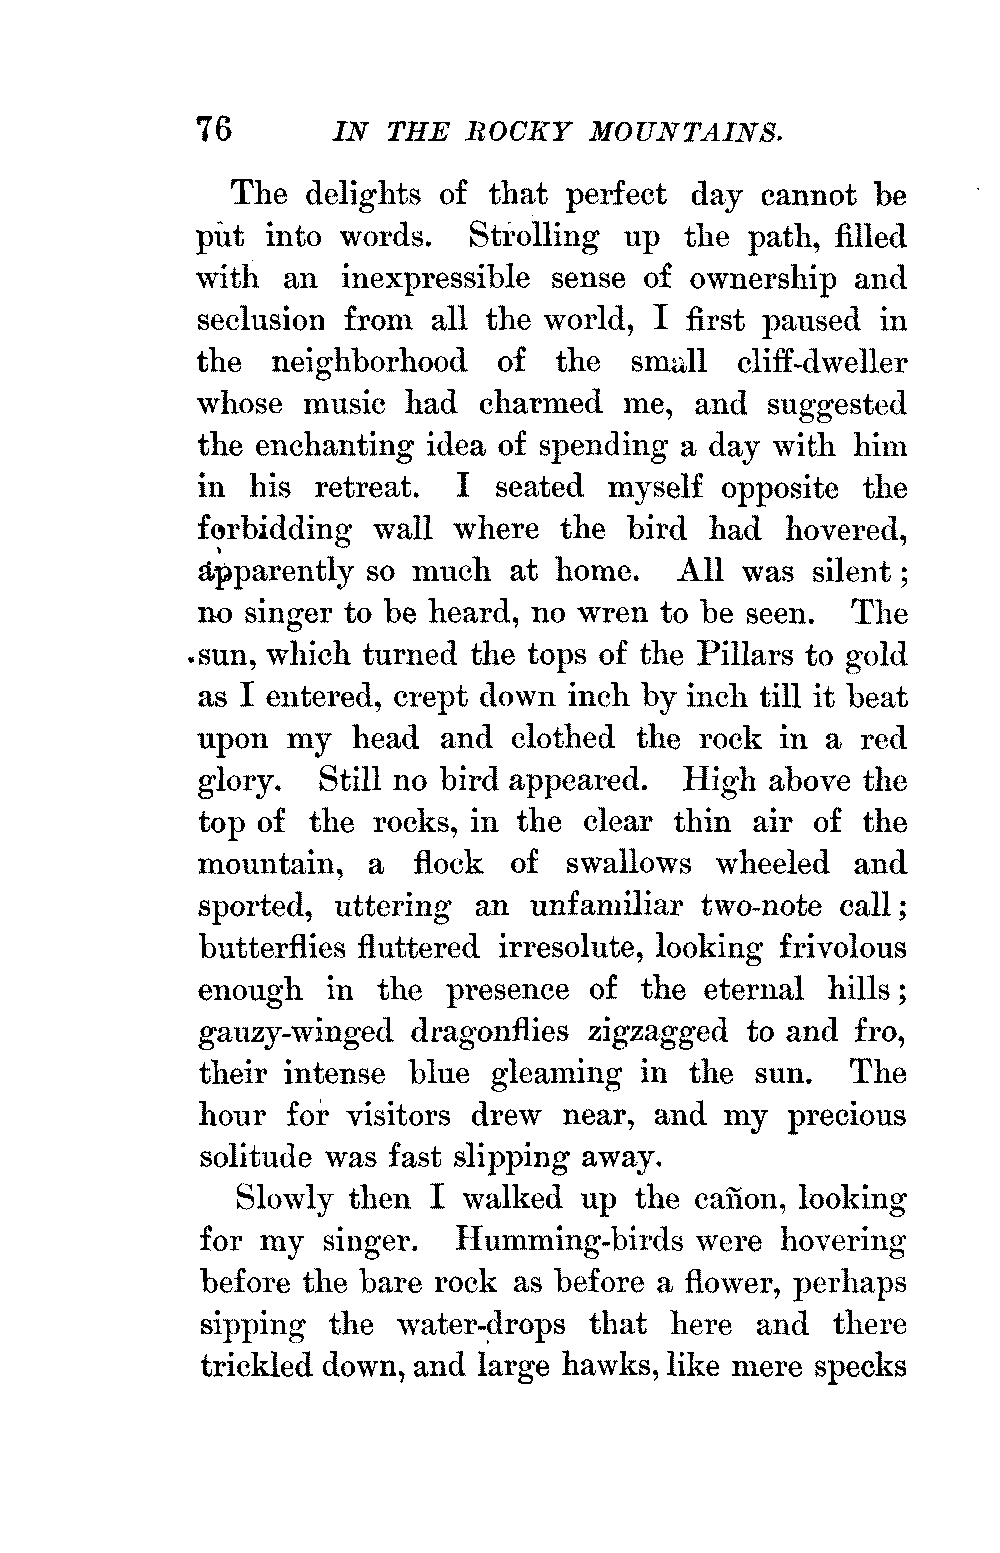 76 IN THE ROCKY MOUNTAINS.
The delights of that perfect day cannot be
put into words. Strolling up the path, filled
with an inexpressible sense of ownership and
seclusion from all the world, I first paused in
the neighborhood of the small cliff-dweller
whose music had charmed me, and suggested
the enchanting idea of spending a day with him
in his retreat. I seated myself opposite the
forbidding wall where the bird had hovered,
apparently so much at home. All was silent;
no singer to be heard, no wren to be seen. The
sun, which turned the tops of the Pillars to gold
as I entered, crept down inch by inch till it beat
upon my head and clothed the rock in a red
glory. Still no bird appeared. High above the
top of the rocks, in the clear thin air of the
mountain, a flock of swallows wheeled and
sported, uttering an unfamiliar two-note call;
butterflies fluttered irresolute, looking frivolous
enough in the presence of the eternal hills;
gauzy-winged dragonflies zigzagged to and fro,
their intense blue gleaming in the sun. The
hour for visitors drew near, and my precious
solitude was fast slipping away.
Slowly then I walked up the cañon, looking
for my singer. Humming-birds were hovering
before the bare rock as before a flower, perhaps
sipping the water-drops that here and there
trickled down, and large hawks, like mere specks